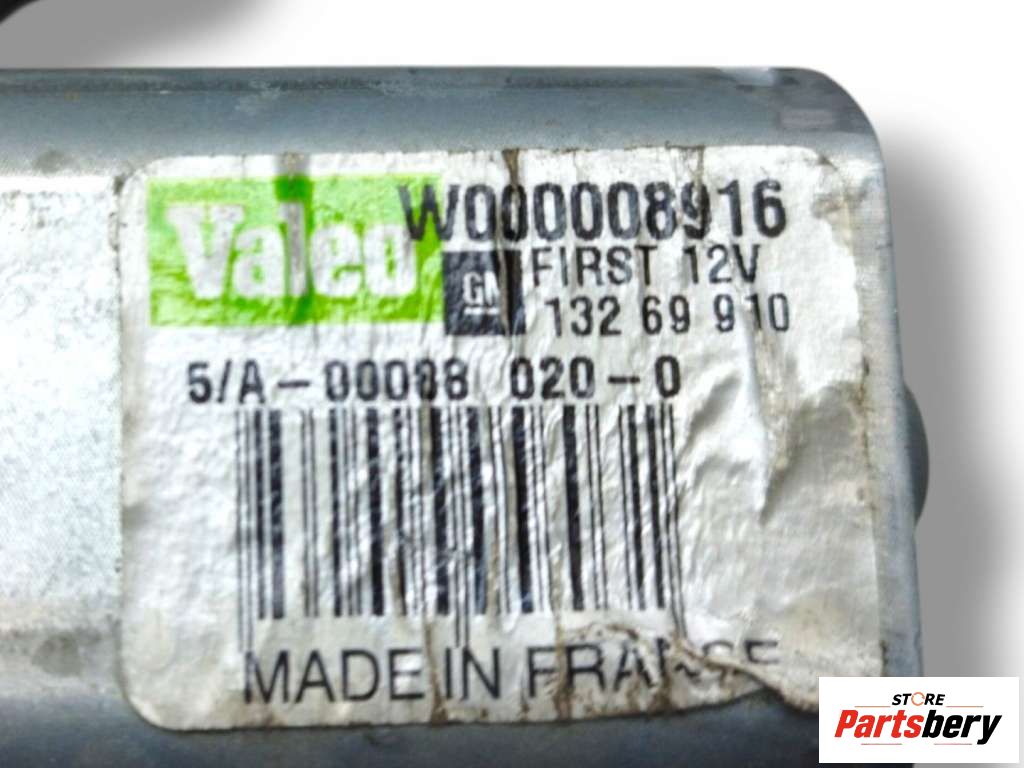 Valeo W000008916
GM FIRST 12V
132 69 910
5/A-00088 020-0
MADE IN FRANCE
STORE
Partsbery